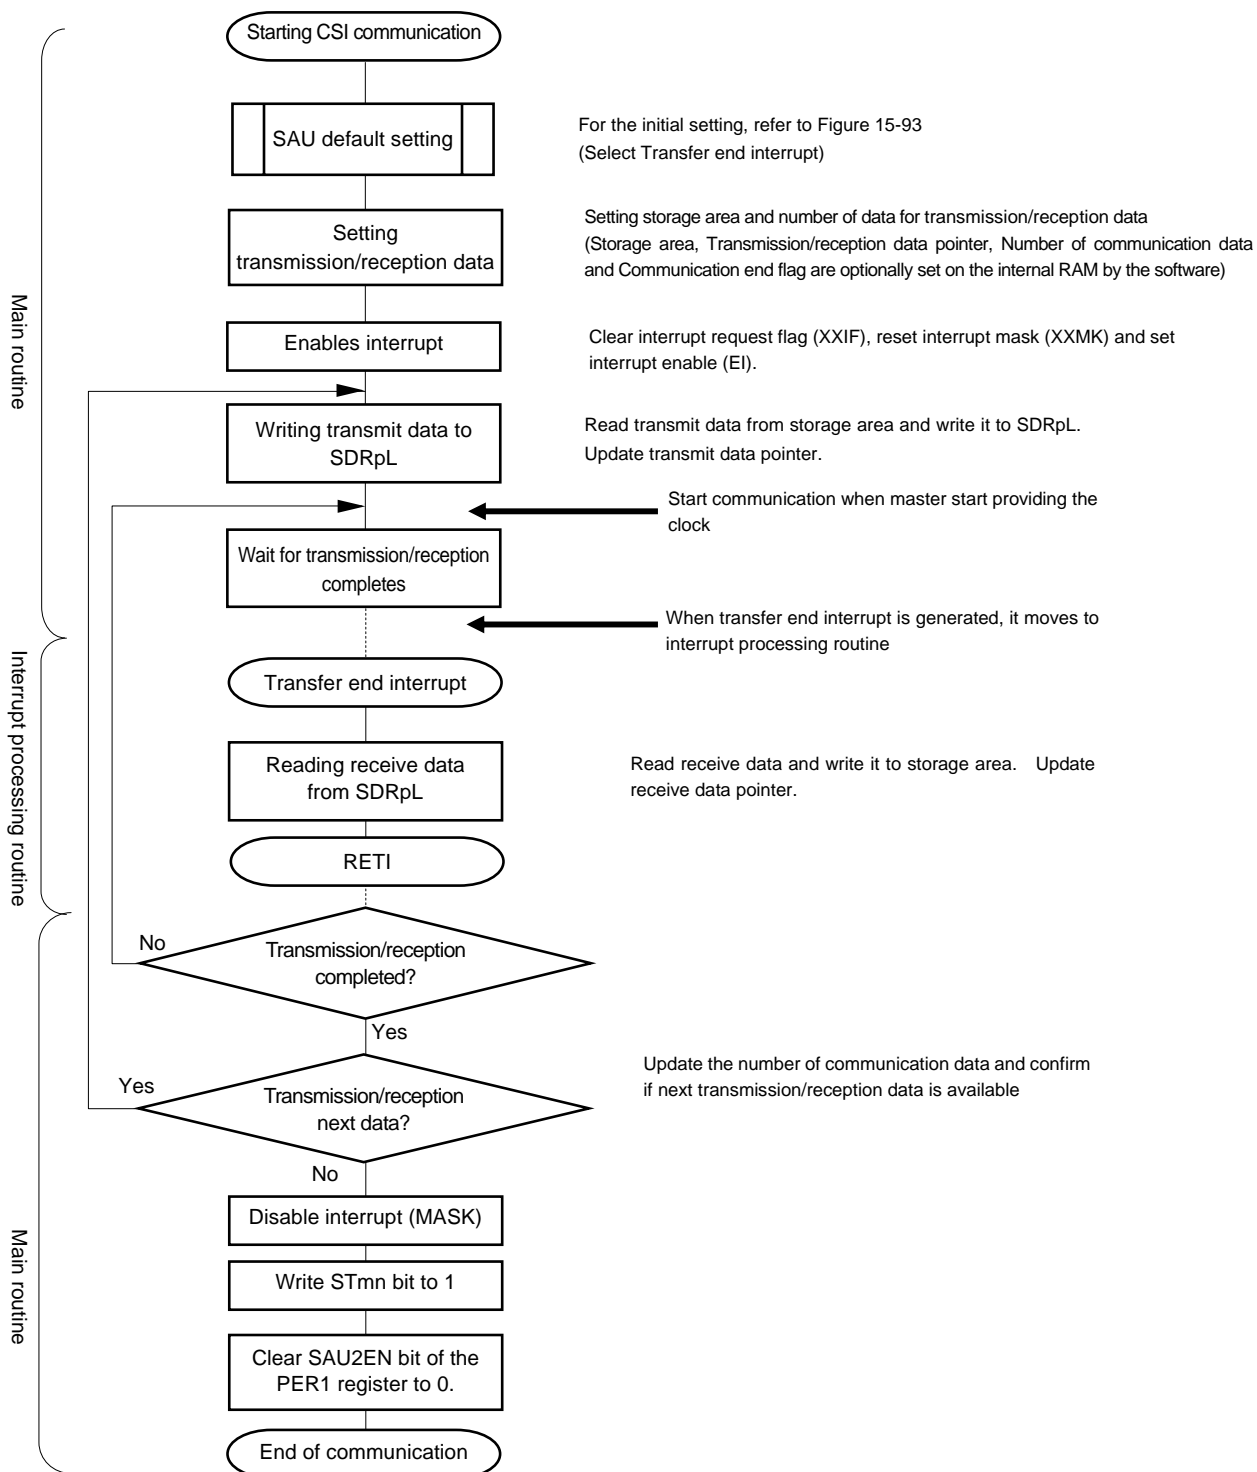 Starting CSI communication
SAU default setting
For the initial setting, refer to Figure 15-93
(Select Transfer end interrupt)
Setting
transmission/reception data
Setting storage area and number of data for transmission/reception data
(Storage area, Transmission/reception data pointer, Number of communication data
and Communication end flag are optionally set on the internal RAM by the software)
Main routine
Enables interrupt
Clear interrupt request flag (XXIF), reset interrupt mask (XXMK) and set
interrupt enable (EI).
Writing transmit data to
SDRpL
Read transmit data from storage area and write it to SDRpL.
Update transmit data pointer.
Start communication when master start providing the
clock
Wait for transmission/reception
completes
When transfer end interrupt is generated, it moves to
interrupt processing routine
Interrupt processing routine
Transfer end interrupt
Reading receive data
from SDRpL
Read receive data and write it to storage area. Update
receive data pointer.
RETI
No
Transmission/reception
completed?
Yes
Yes
Transmission/reception
next data?
Update the number of communication data and confirm
if next transmission/reception data is available
No
Main routine
Disable interrupt (MASK)
Write STmn bit to 1
Clear SAU2EN bit of the
PER1 register to 0.
End of communication